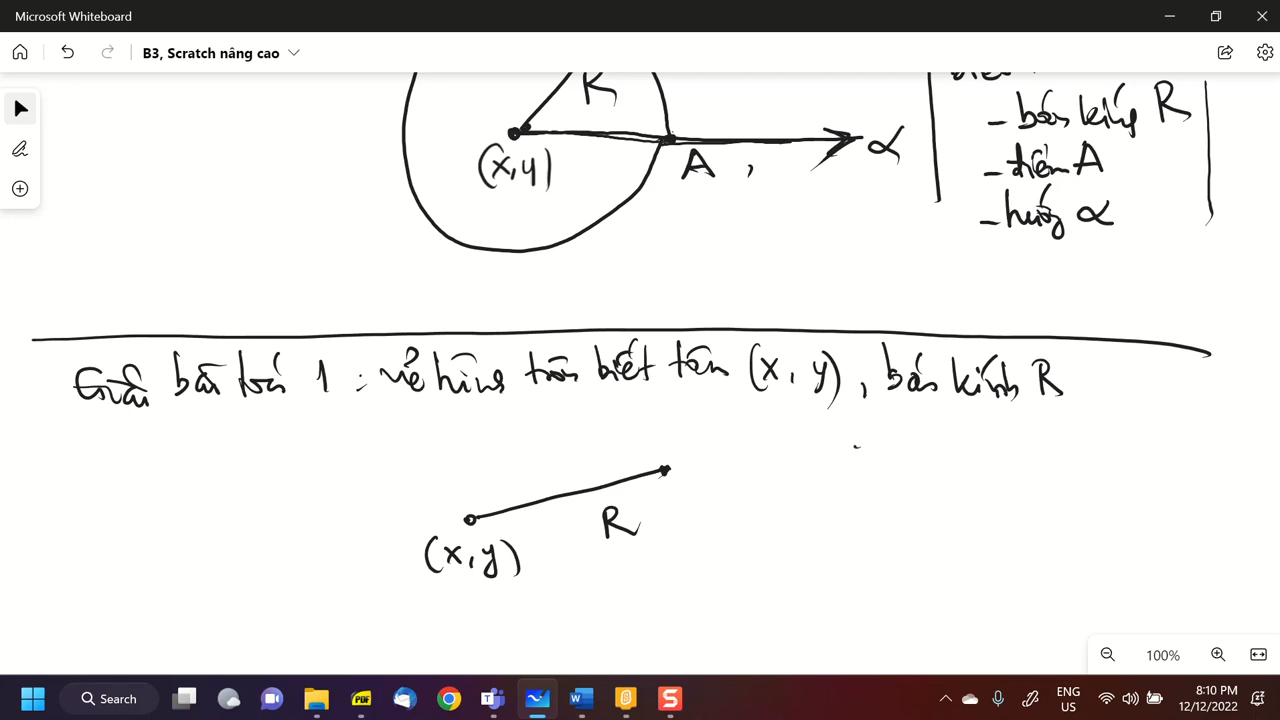 Microsoft Whiteboard
B3, Scratch nâng cao
R
(x,y)
A ,
α
- bán kính R
- điểm A
- hướng α
Giải bài toán 1 : vẽ hình tròn biết tâm (x, y), bán kính R
R
(x,y)
100%
Search
ENG
US
8:10 PM
12/12/2022